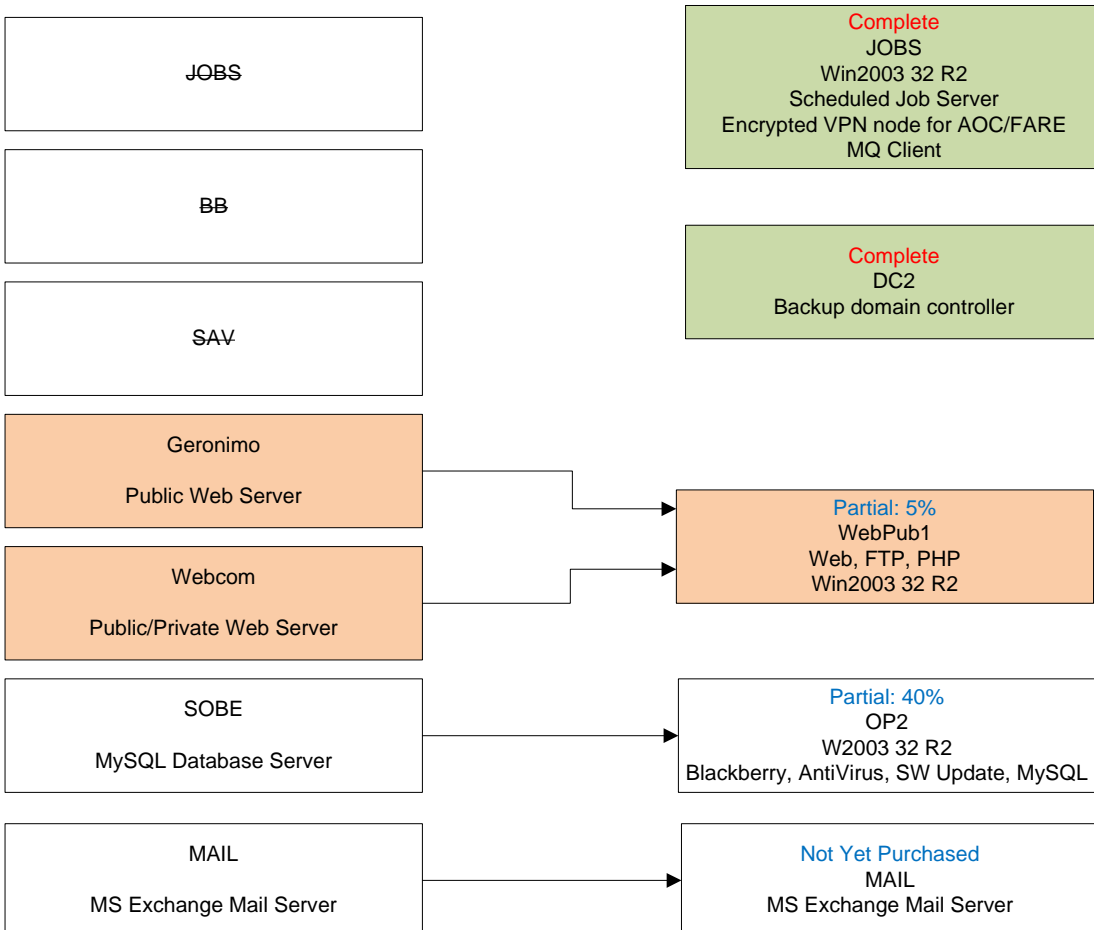 JOBS
BB
SAV
Geronimo
Public Web Server
Webcom
Public/Private Web Server
SOBE
MySQL Database Server
MAIL
MS Exchange Mail Server
Complete
JOBS
Win2003 32 R2
Scheduled Job Server
Encrypted VPN node for AOC/FARE
MQ Client
Complete
DC2
Backup domain controller
Partial: 5%
WebPub1
Web, FTP, PHP
Win2003 32 R2
Partial: 40%
OP2
W2003 32 R2
Blackberry, AntiVirus, SW Update, MySQL
Not Yet Purchased
MAIL
MS Exchange Mail Server